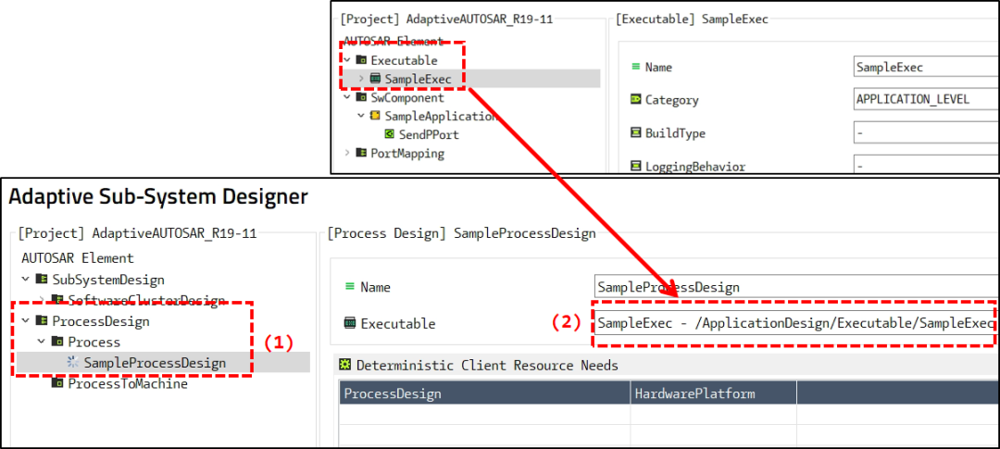 [Project] AdaptiveAUTOSAR_R19-11
AUTOSAR Element
Executable
SampleExec
SwComponent
SampleApplication
SendPPort
PortMapping
[Executable] SampleExec
Name
SampleExec
Category
APPLICATION_LEVEL
BuildType
-
LoggingBehavior
-
Adaptive Sub-System Designer
[Project] AdaptiveAUTOSAR_R19-11
AUTOSAR Element
SubSystemDesign
SoftwareClusterDesign
ProcessDesign
Process
(1)
SampleProcessDesign
ProcessToMachine
[Process Design] SampleProcessDesign
Name
SampleProcessDesign
Executable
(2)
SampleExec - /ApplicationDesign/Executable/SampleExec
Deterministic Client Resource Needs
ProcessDesign
HardwarePlatform